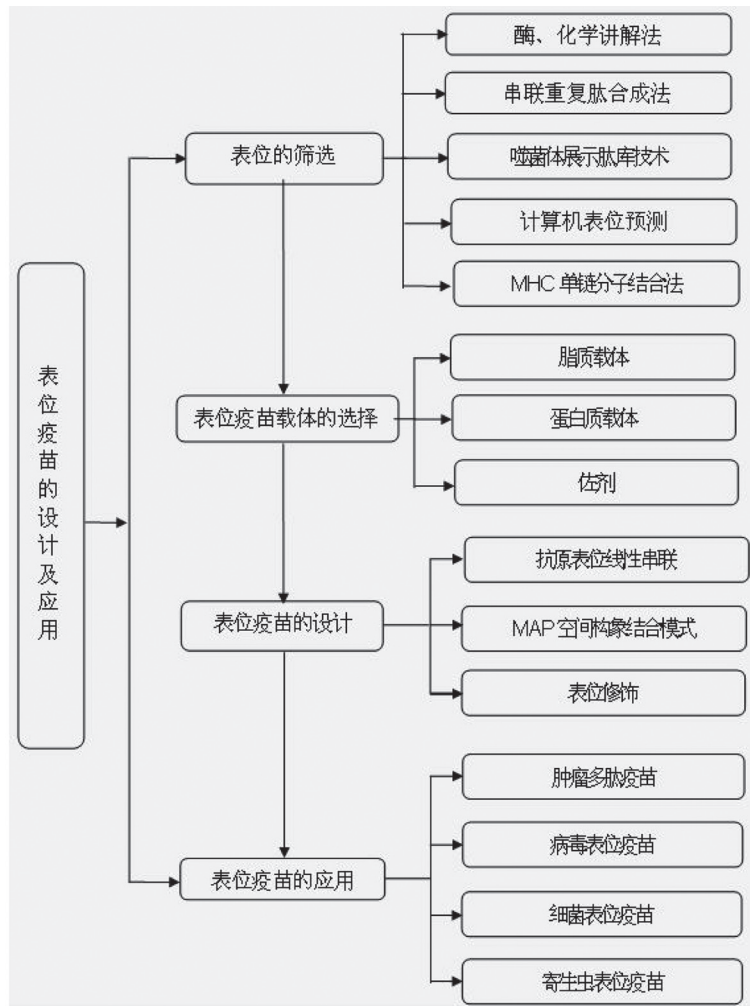 表位疫苗的设计及应用
表位的筛选
酶、化学讲解法
串联重复肽合成法
噬菌体展示肽库技术
计算机表位预测
MHC 单链分子结合法
表位疫苗载体的选择
脂质载体
蛋白质载体
佐剂
表位疫苗的设计
抗原表位线性串联
MAP 空间构象结合模式
表位修饰
表位疫苗的应用
肿瘤多肽疫苗
病毒表位疫苗
细菌表位疫苗
寄生虫表位疫苗